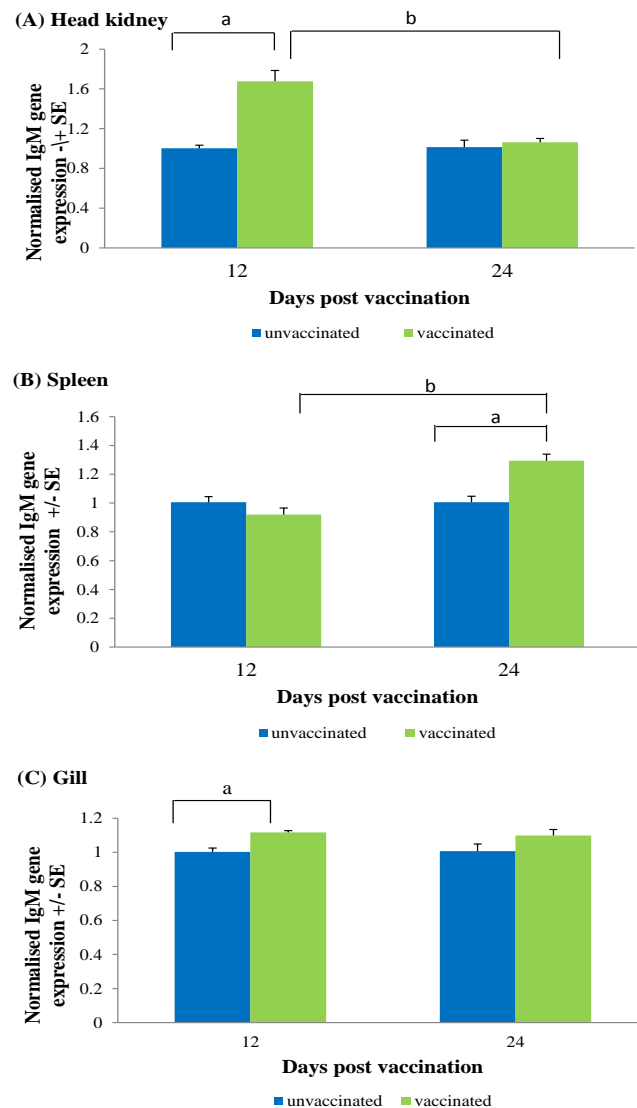 (A) Head kidney
a
b
Normalised IgM gene
expression -\+ SE
2
1.6
1.2
0.8
0.4
0
12
24
Days post vaccination
unvaccinated
vaccinated
(B) Spleen
b
a
Normalised IgM gene
expression +/- SE
1.6
1.4
1.2
1
0.8
0.6
0.4
0.2
0
12
24
Days post vaccination
unvaccinated
vaccinated
(C) Gill
a
Normalised IgM gene
expression +/- SE
1.2
1
0.8
0.6
0.4
0.2
0
12
24
Days post vaccination
unvaccinated
vaccinated